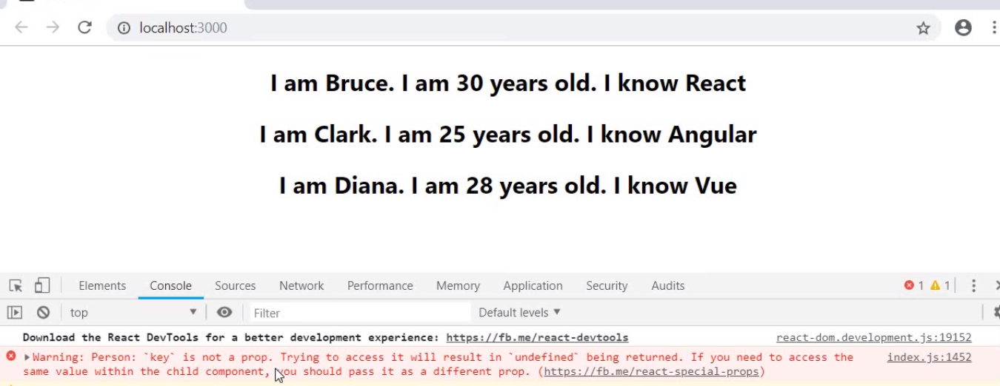 localhost:3000
I am Bruce. I am 30 years old. I know React
I am Clark. I am 25 years old. I know Angular
I am Diana. I am 28 years old. I know Vue
Elements Console Sources Network Performance Memory Application Security Audits 1 1
top Filter Default levels
Download the React DevTools for a better development experience: https://fb.me/react-devtools react-dom.development.js:19152
Warning: Person: `key` is not a prop. Trying to access it will result in `undefined` being returned. If you need to access the index.js:1452
same value within the child component, you should pass it as a different prop. (https://fb.me/react-special-props)